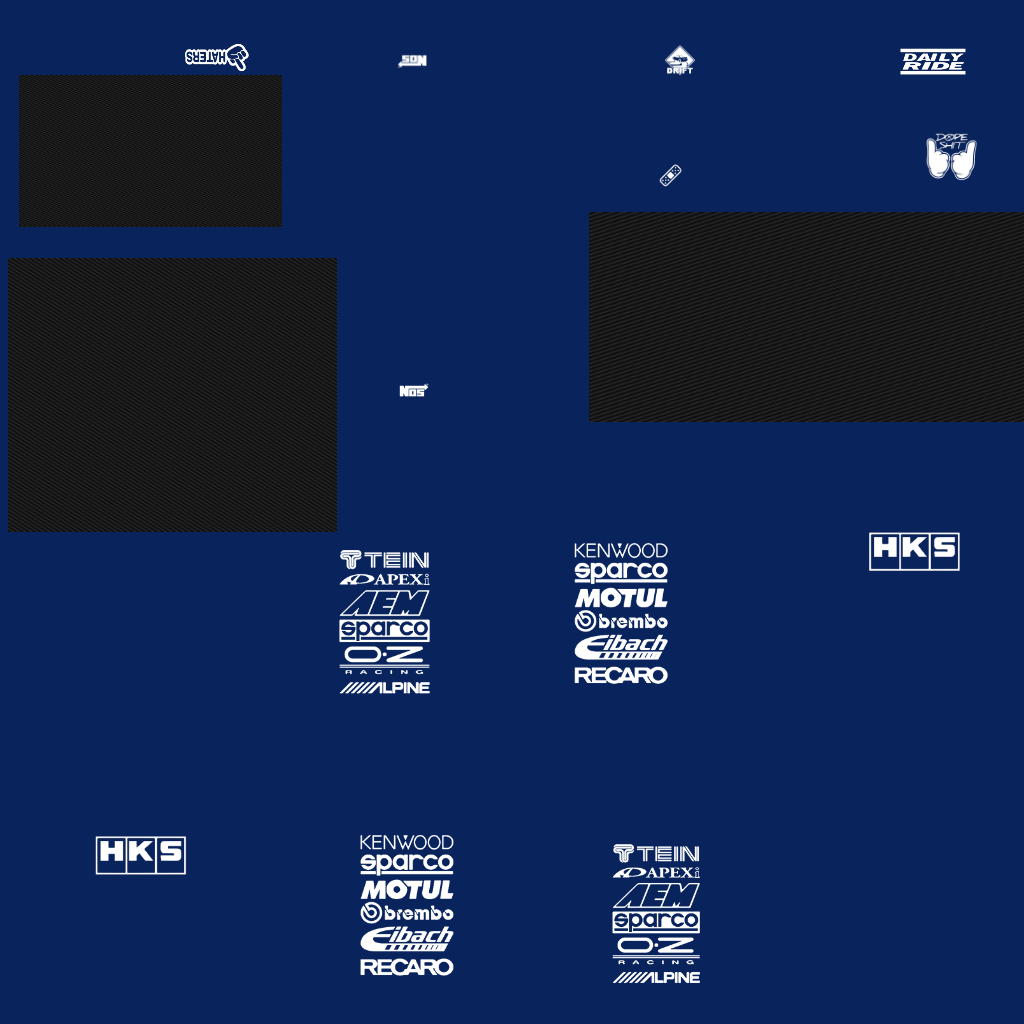 HATERS
NOS
DRIFT
DAILY
RIDE
DOPE
SHIT
NOS
TEIN
APEXi
AEM
sparco
O·Z
RACING
ALPINE
KENWOOD
sparco
MOTUL
brembo
Eibach
RECARO
HKS
HKS
KENWOOD
sparco
MOTUL
brembo
Eibach
RECARO
TEIN
APEXi
AEM
sparco
O·Z
RACING
ALPINE